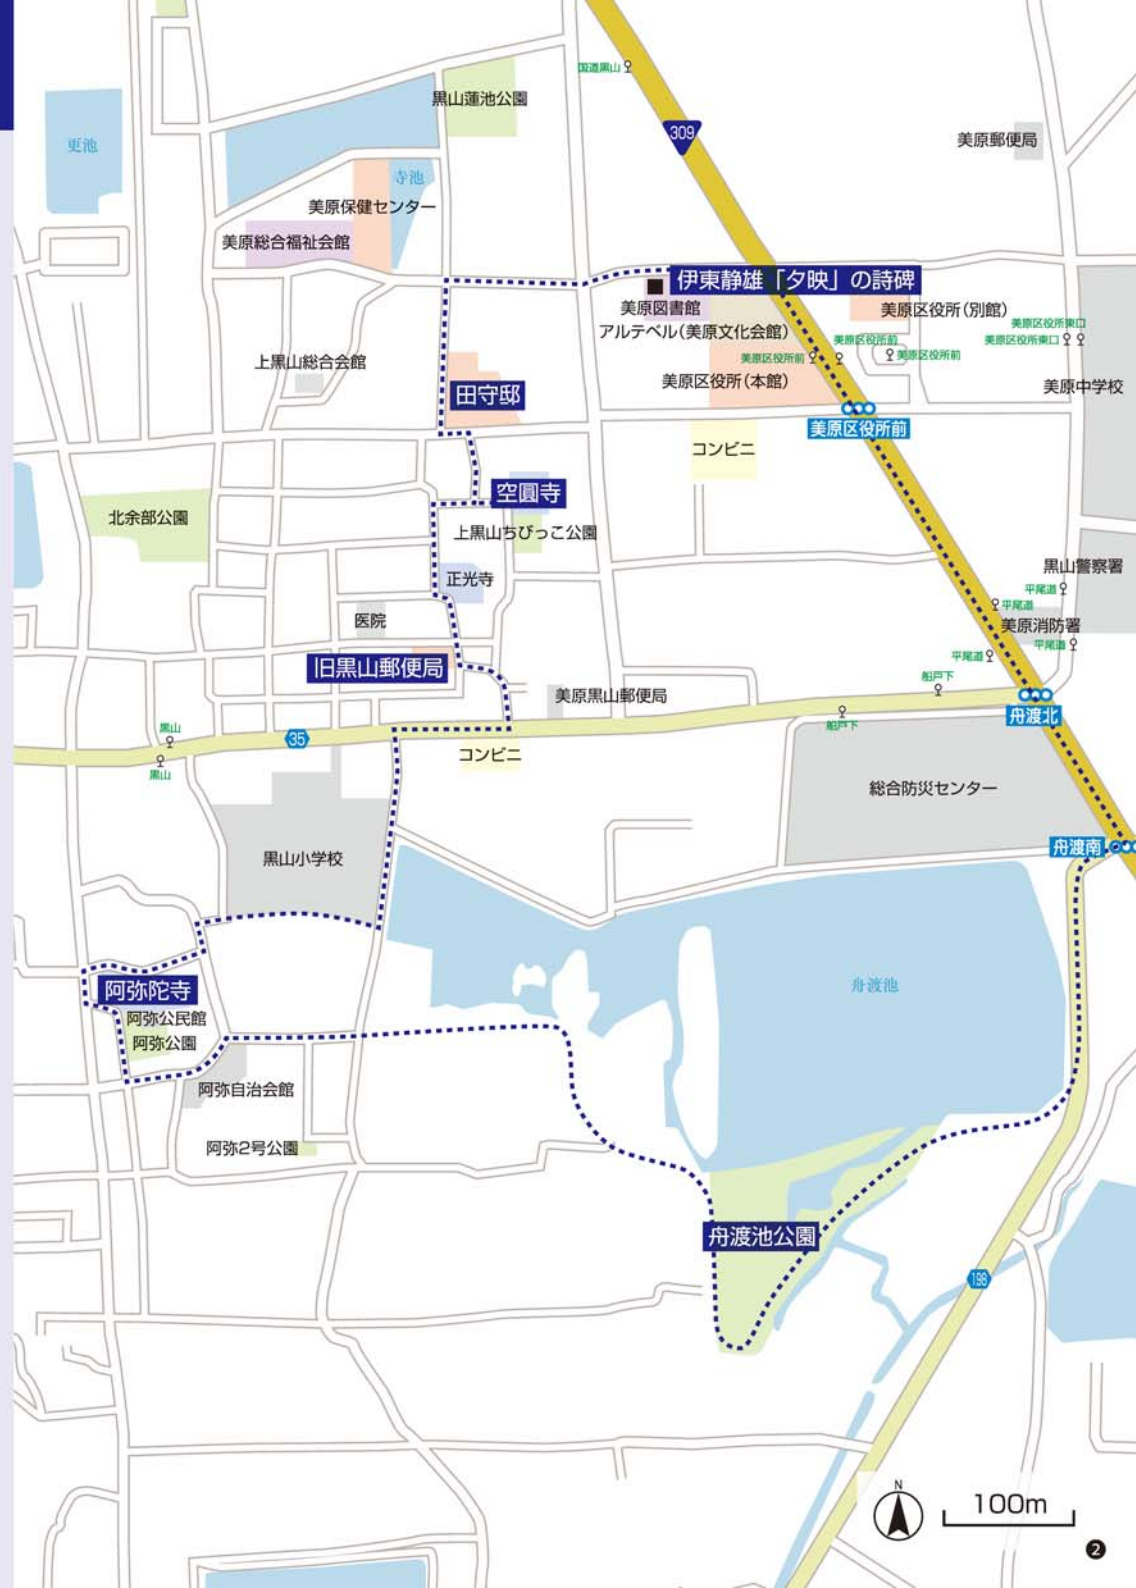 国道黒山
黒山蓮池公園
309
美原郵便局
更池
寺池
美原保健センター
美原総合福祉会館
伊東静雄「夕映」の詩碑
美原図書館
美原区役所(別館)
アルテベル(美原文化会館)
美原区役所東口
美原区役所前
美原区役所東口
美原区役所前
美原区役所前
上黒山総合会館
美原区役所(本館)
美原中学校
田守邸
美原区役所前
コンビニ
空圓寺
北余部公園
上黒山ちびっこ公園
黒山警察署
正光寺
平尾道
平尾道
医院
美原消防署
平尾道
平尾道
旧黒山郵便局
船戸下
美原黒山郵便局
舟渡北
船戸下
黒山
35
コンビニ
黒山
総合防災センター
舟渡南
黒山小学校
舟渡池
阿弥陀寺
阿弥公民館
阿弥公園
阿弥自治会館
阿弥2号公園
舟渡池公園
198
N
100m
❷